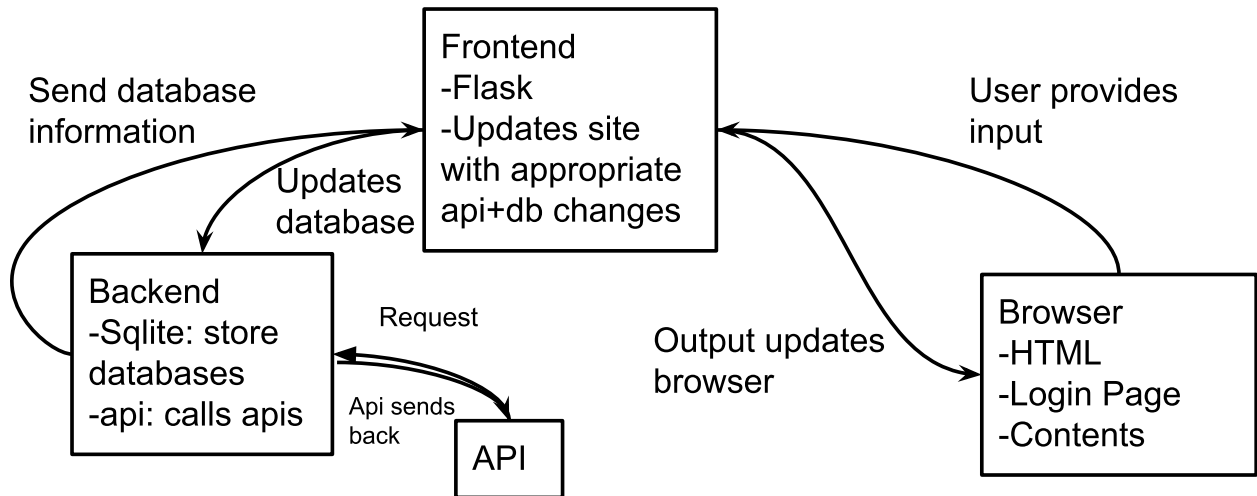 Send database
information
Frontend
-Flask
-Updates site
with appropriate
api+db changes
User provides
input
Updates
database
Backend
-Sqlite: store
databases
-api: calls apis
Request
Api sends
back
API
Output updates
browser
Browser
-HTML
-Login Page
-Contents